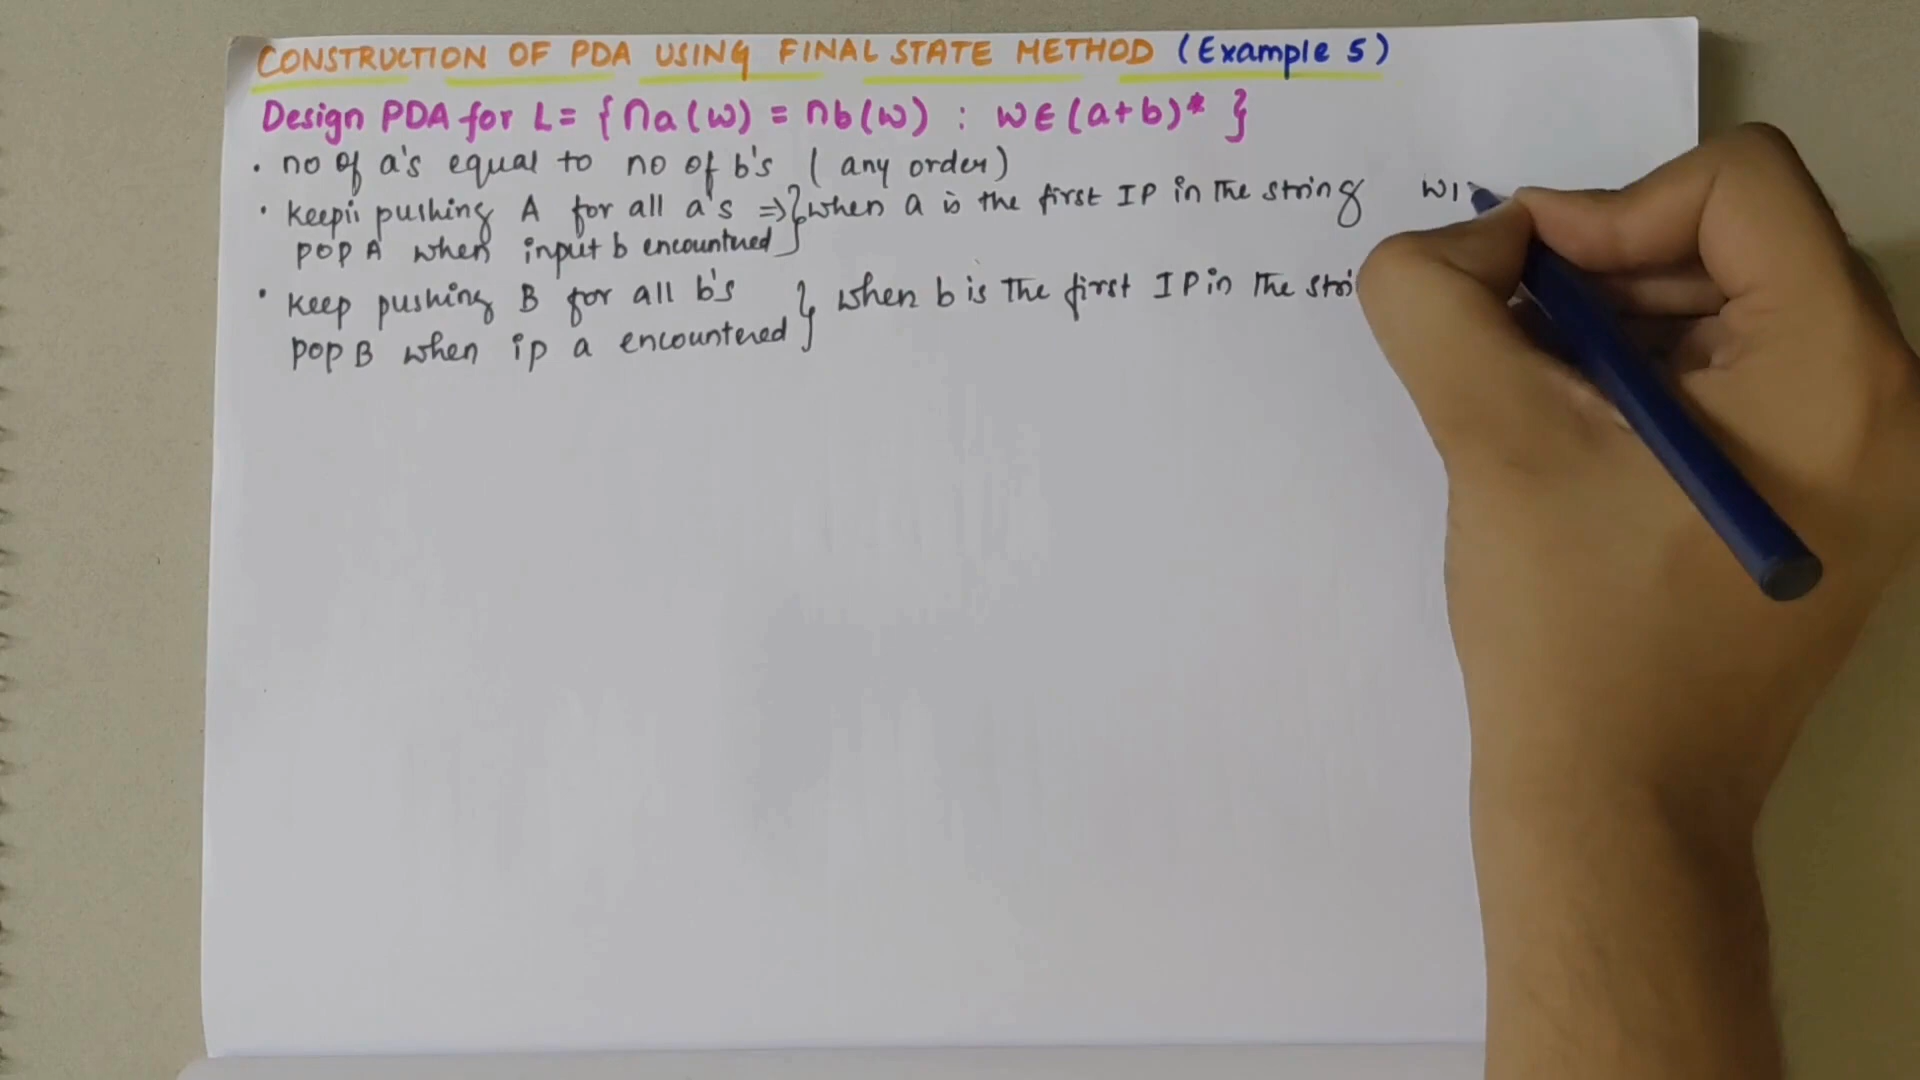 CONSTRUCTION OF PDA USING FINAL STATE METHOD (Example 5)
Design PDA for L = { na(w) = nb(w) : w ∈ (a+b)* }
• no of a's equal to no of b's ( any order)
• keepii pushing A for all a's ⇒ } when a is the first IP in the string
pop A when input b encountered
• keep pushing B for all b's } when b is the first IP in the
pop B when ip a encountered